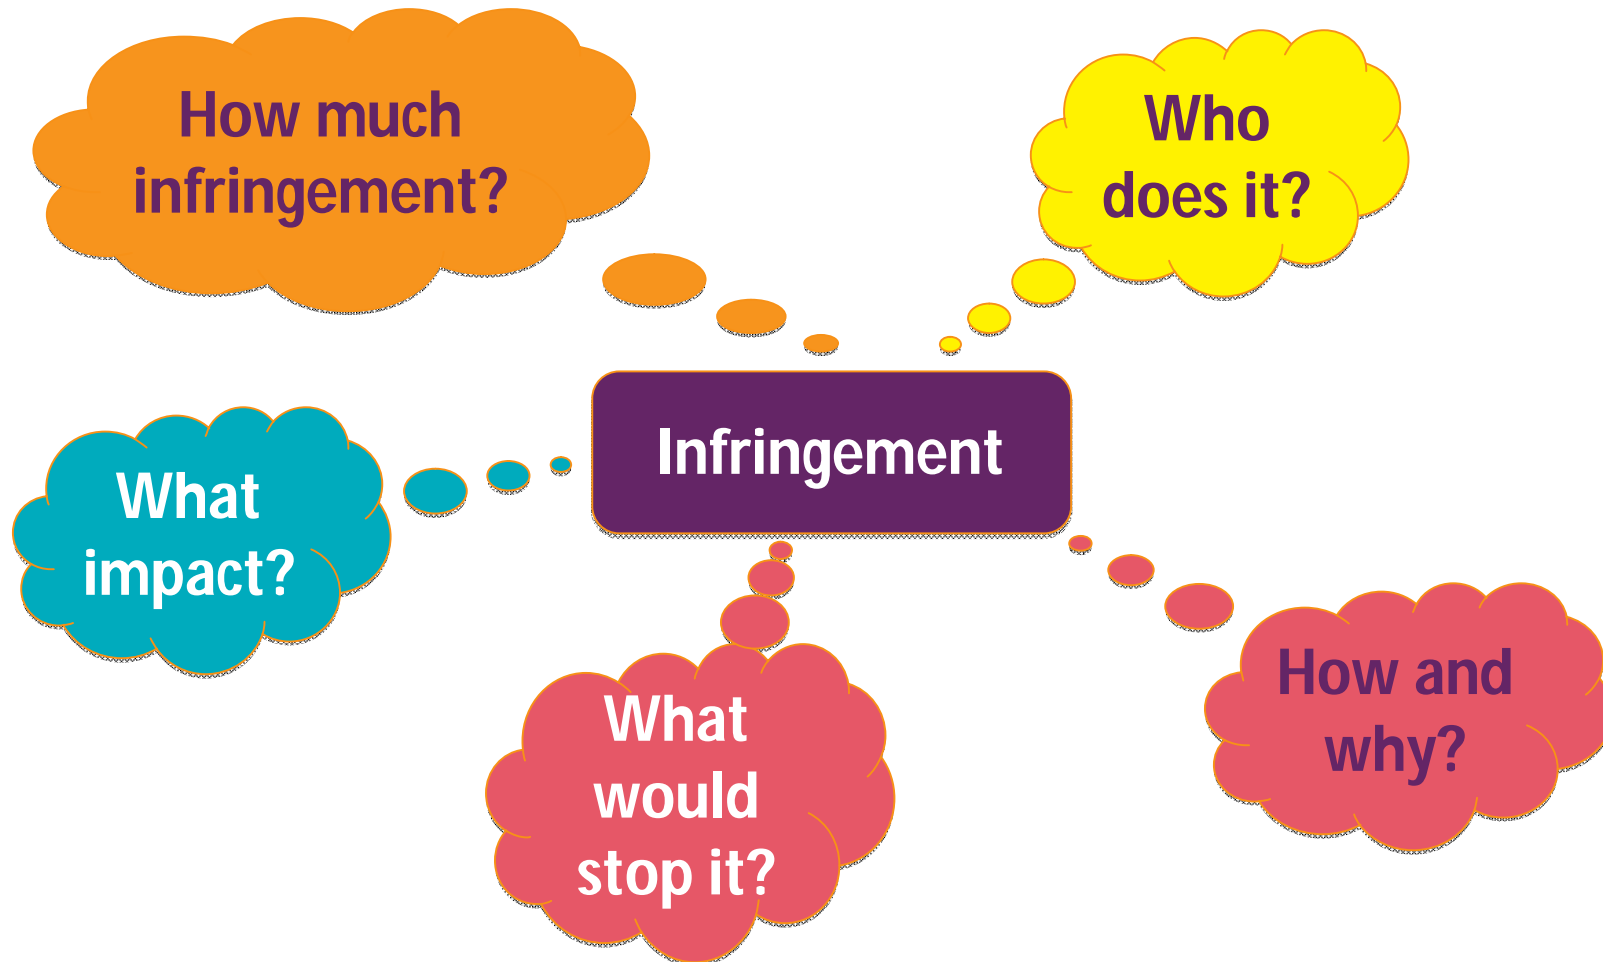 How much
infringement?
Who
does it?
Infringement
What
impact?
What
would
stop it?
How and
why?